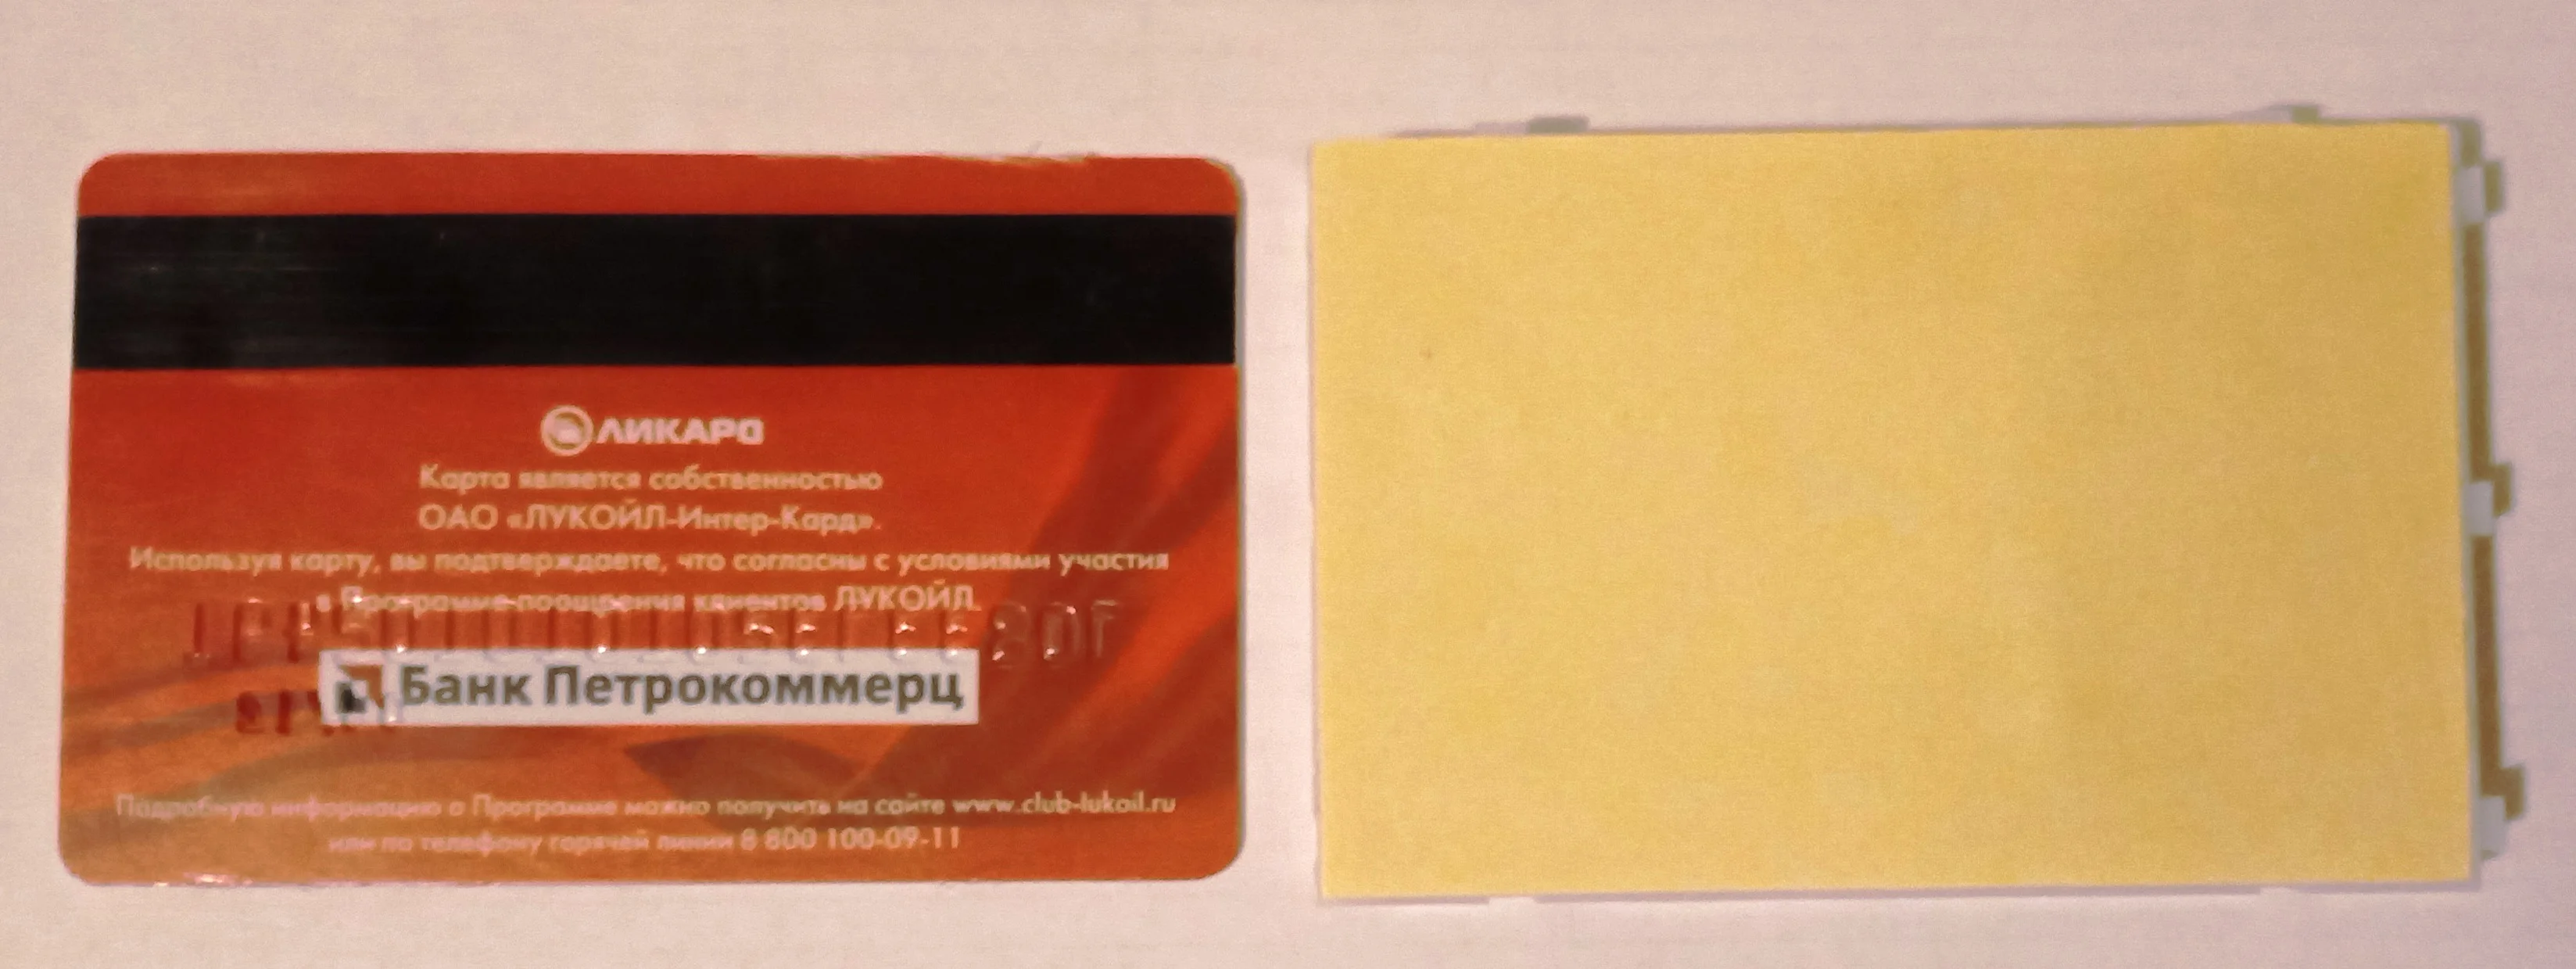 ЛИКАРД
Карта является собственностью
ОАО «ЛУКОЙЛ-Интер-Кард».
Используя карту, вы подтверждаете, что согласны с условиями участия
в Программе поощрения клиентов ЛУКОЙЛ.
Банк Петрокоммерц
Подробную информацию о Программе можно получить на сайте www.club-lukoil.ru
или по телефону горячей линии 8 800 100-09-11